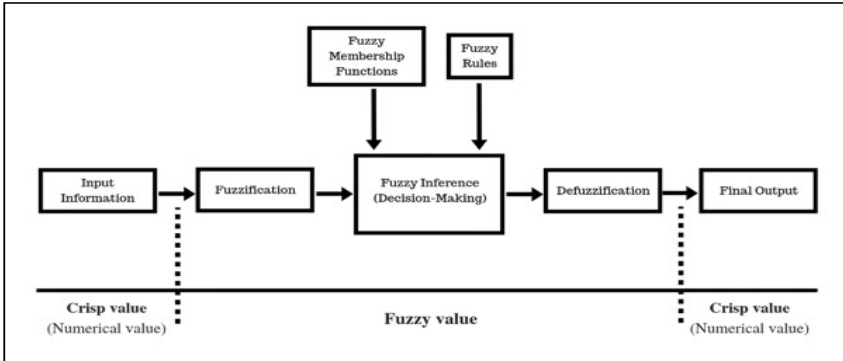 Fuzzy
Membership
Functions
Fuzzy
Rules
Input
Information
Fuzzification
Fuzzy Inference
(Decision-Making)
Defuzzification
Final Output
Crisp value
(Numerical value)
Fuzzy value
Crisp value
(Numerical value)